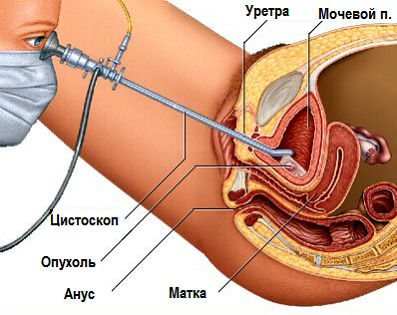 Уретра
Мочевой п.
Цистоскоп
Опухоль
Анус
Матка